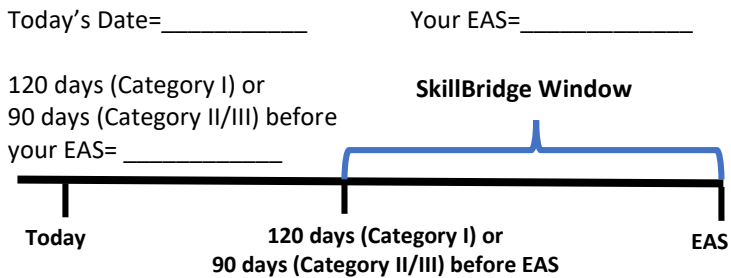 Today's Date=___________
Your EAS=_____________
120 days (Category I) or
90 days (Category II/III) before
your EAS= ____________
SkillBridge Window
Today
120 days (Category I) or
90 days (Category II/III) before EAS
EAS